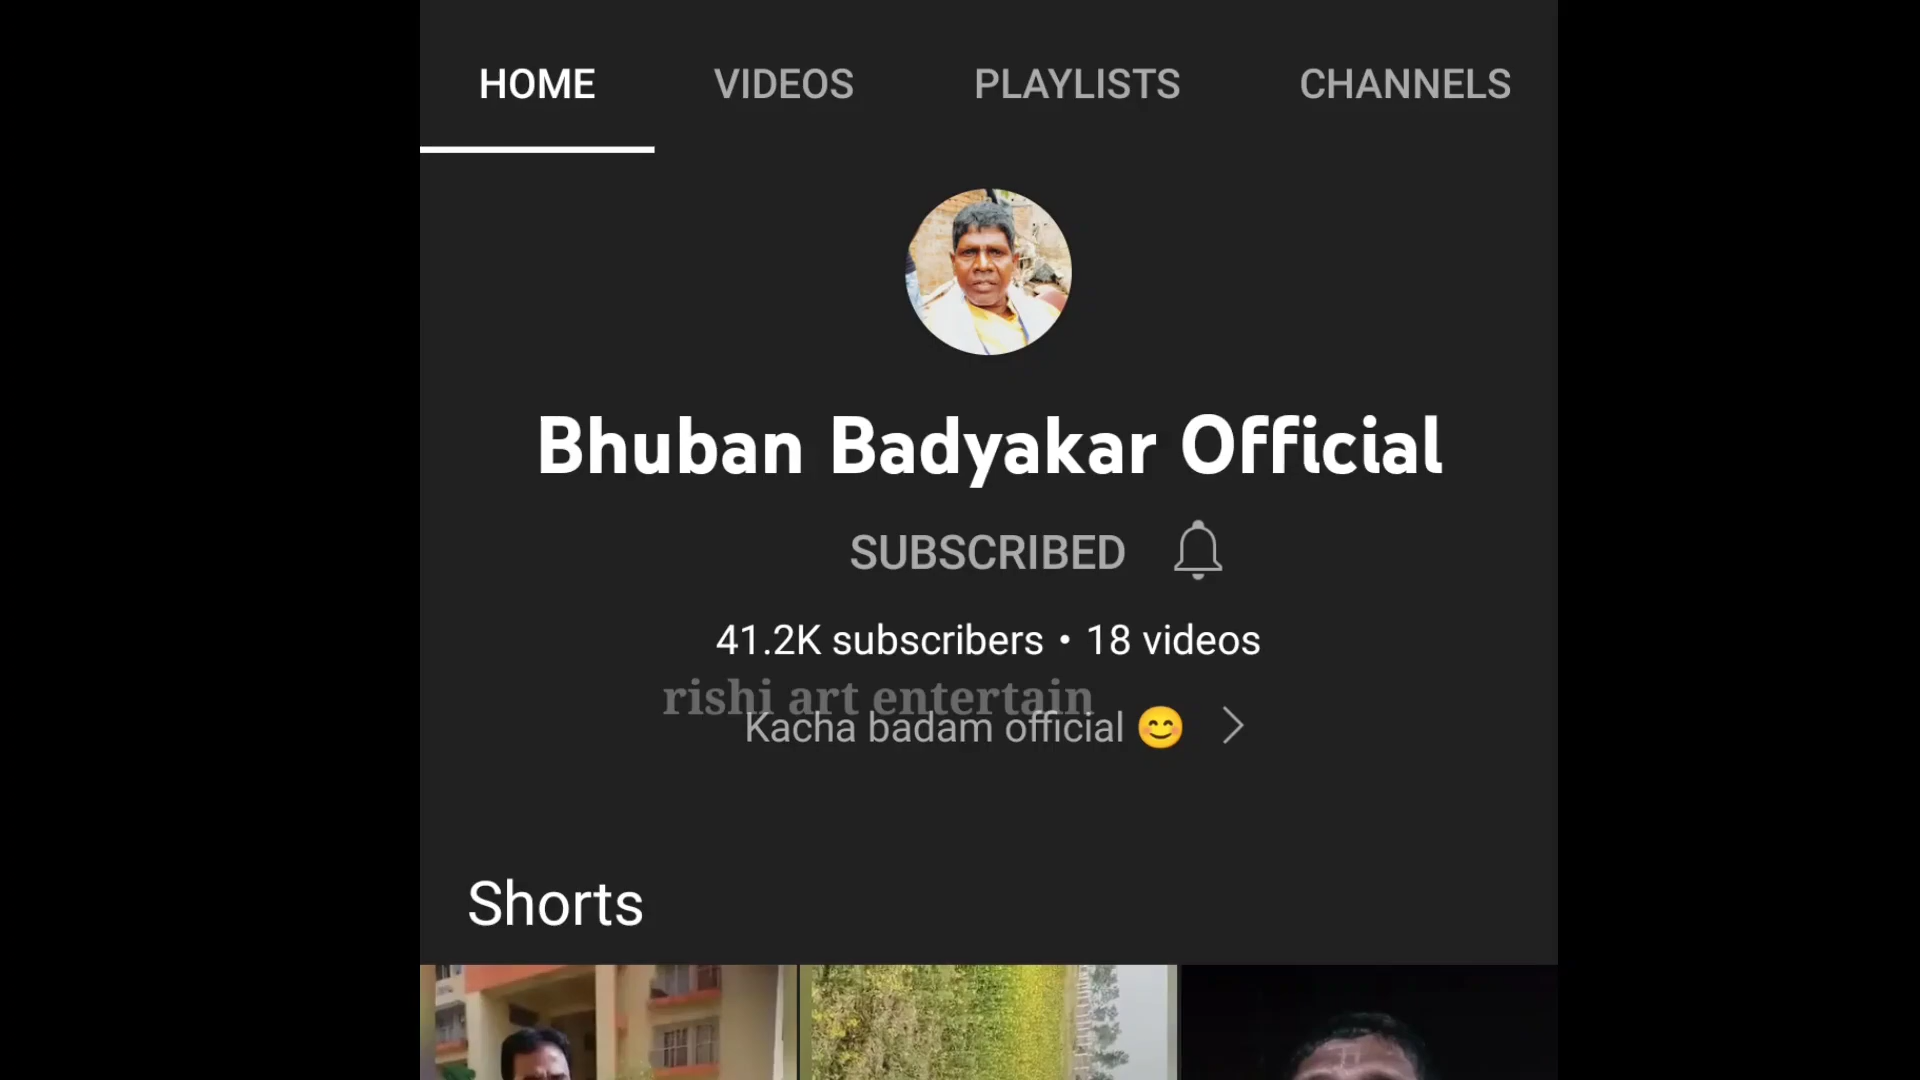 HOME VIDEOS PLAYLISTS CHANNELS
Bhuban Badyakar Official
SUBSCRIBED
41.2K subscribers • 18 videos
rishi art entertain
Kacha badam official 😊
Shorts